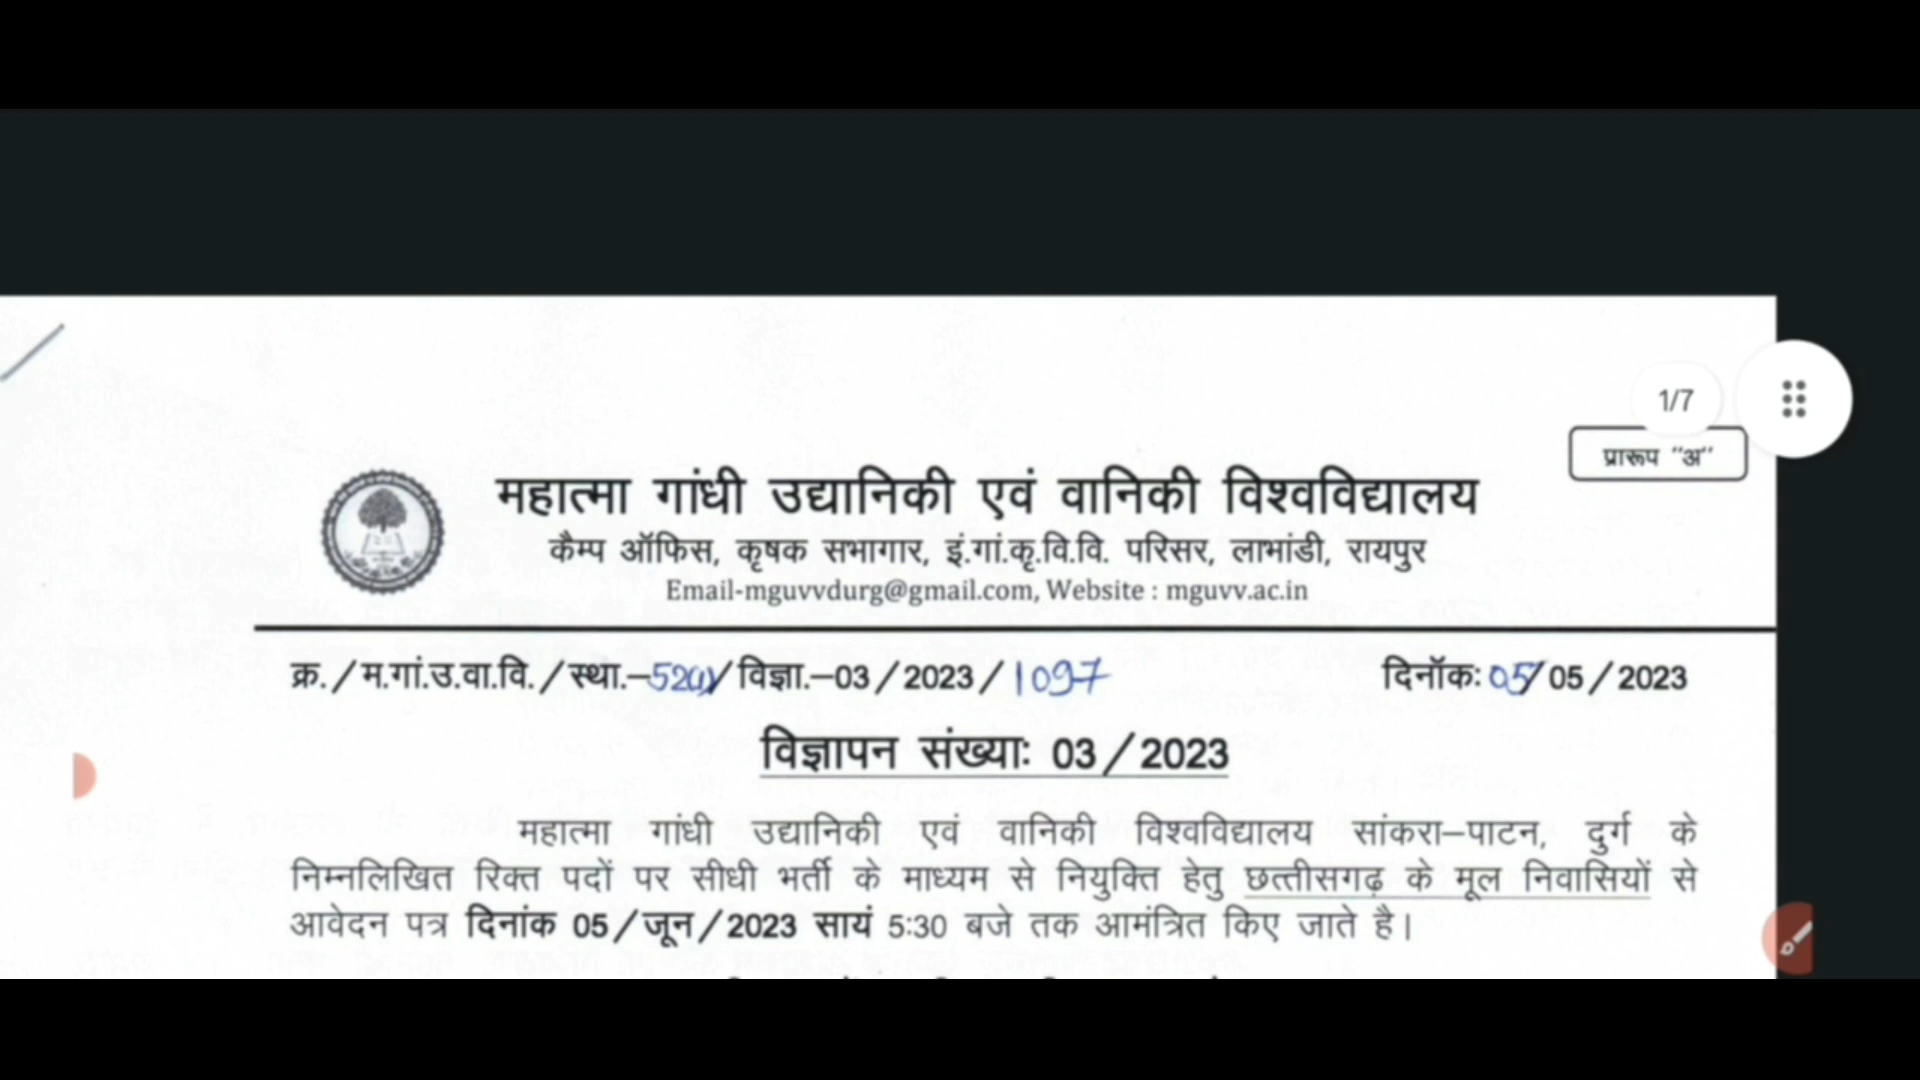 1/7
प्रारूप "अ"
महात्मा गांधी उद्यानिकी एवं वानिकी विश्वविद्यालय
कैम्प ऑफिस, कृषक सभागार, इं.गां.कृ.वि.वि. परिसर, लाभांडी, रायपुर
Email-mguvvdurg@gmail.com, Website : mguvv.ac.in
क्र./म.गां.उ.वा.वि./स्था.–52(1)/विज्ञा.–03/2023/1097 दिनॉक: 05/05/2023
विज्ञापन संख्या: 03/2023
महात्मा गांधी उद्यानिकी एवं वानिकी विश्वविद्यालय सांकरा–पाटन, दुर्ग के
निम्नलिखित रिक्त पदों पर सीधी भर्ती के माध्यम से नियुक्ति हेतु छत्तीसगढ़ के मूल निवासियों से
आवेदन पत्र दिनांक 05/जून/2023 सायं 5:30 बजे तक आमंत्रित किए जाते है।